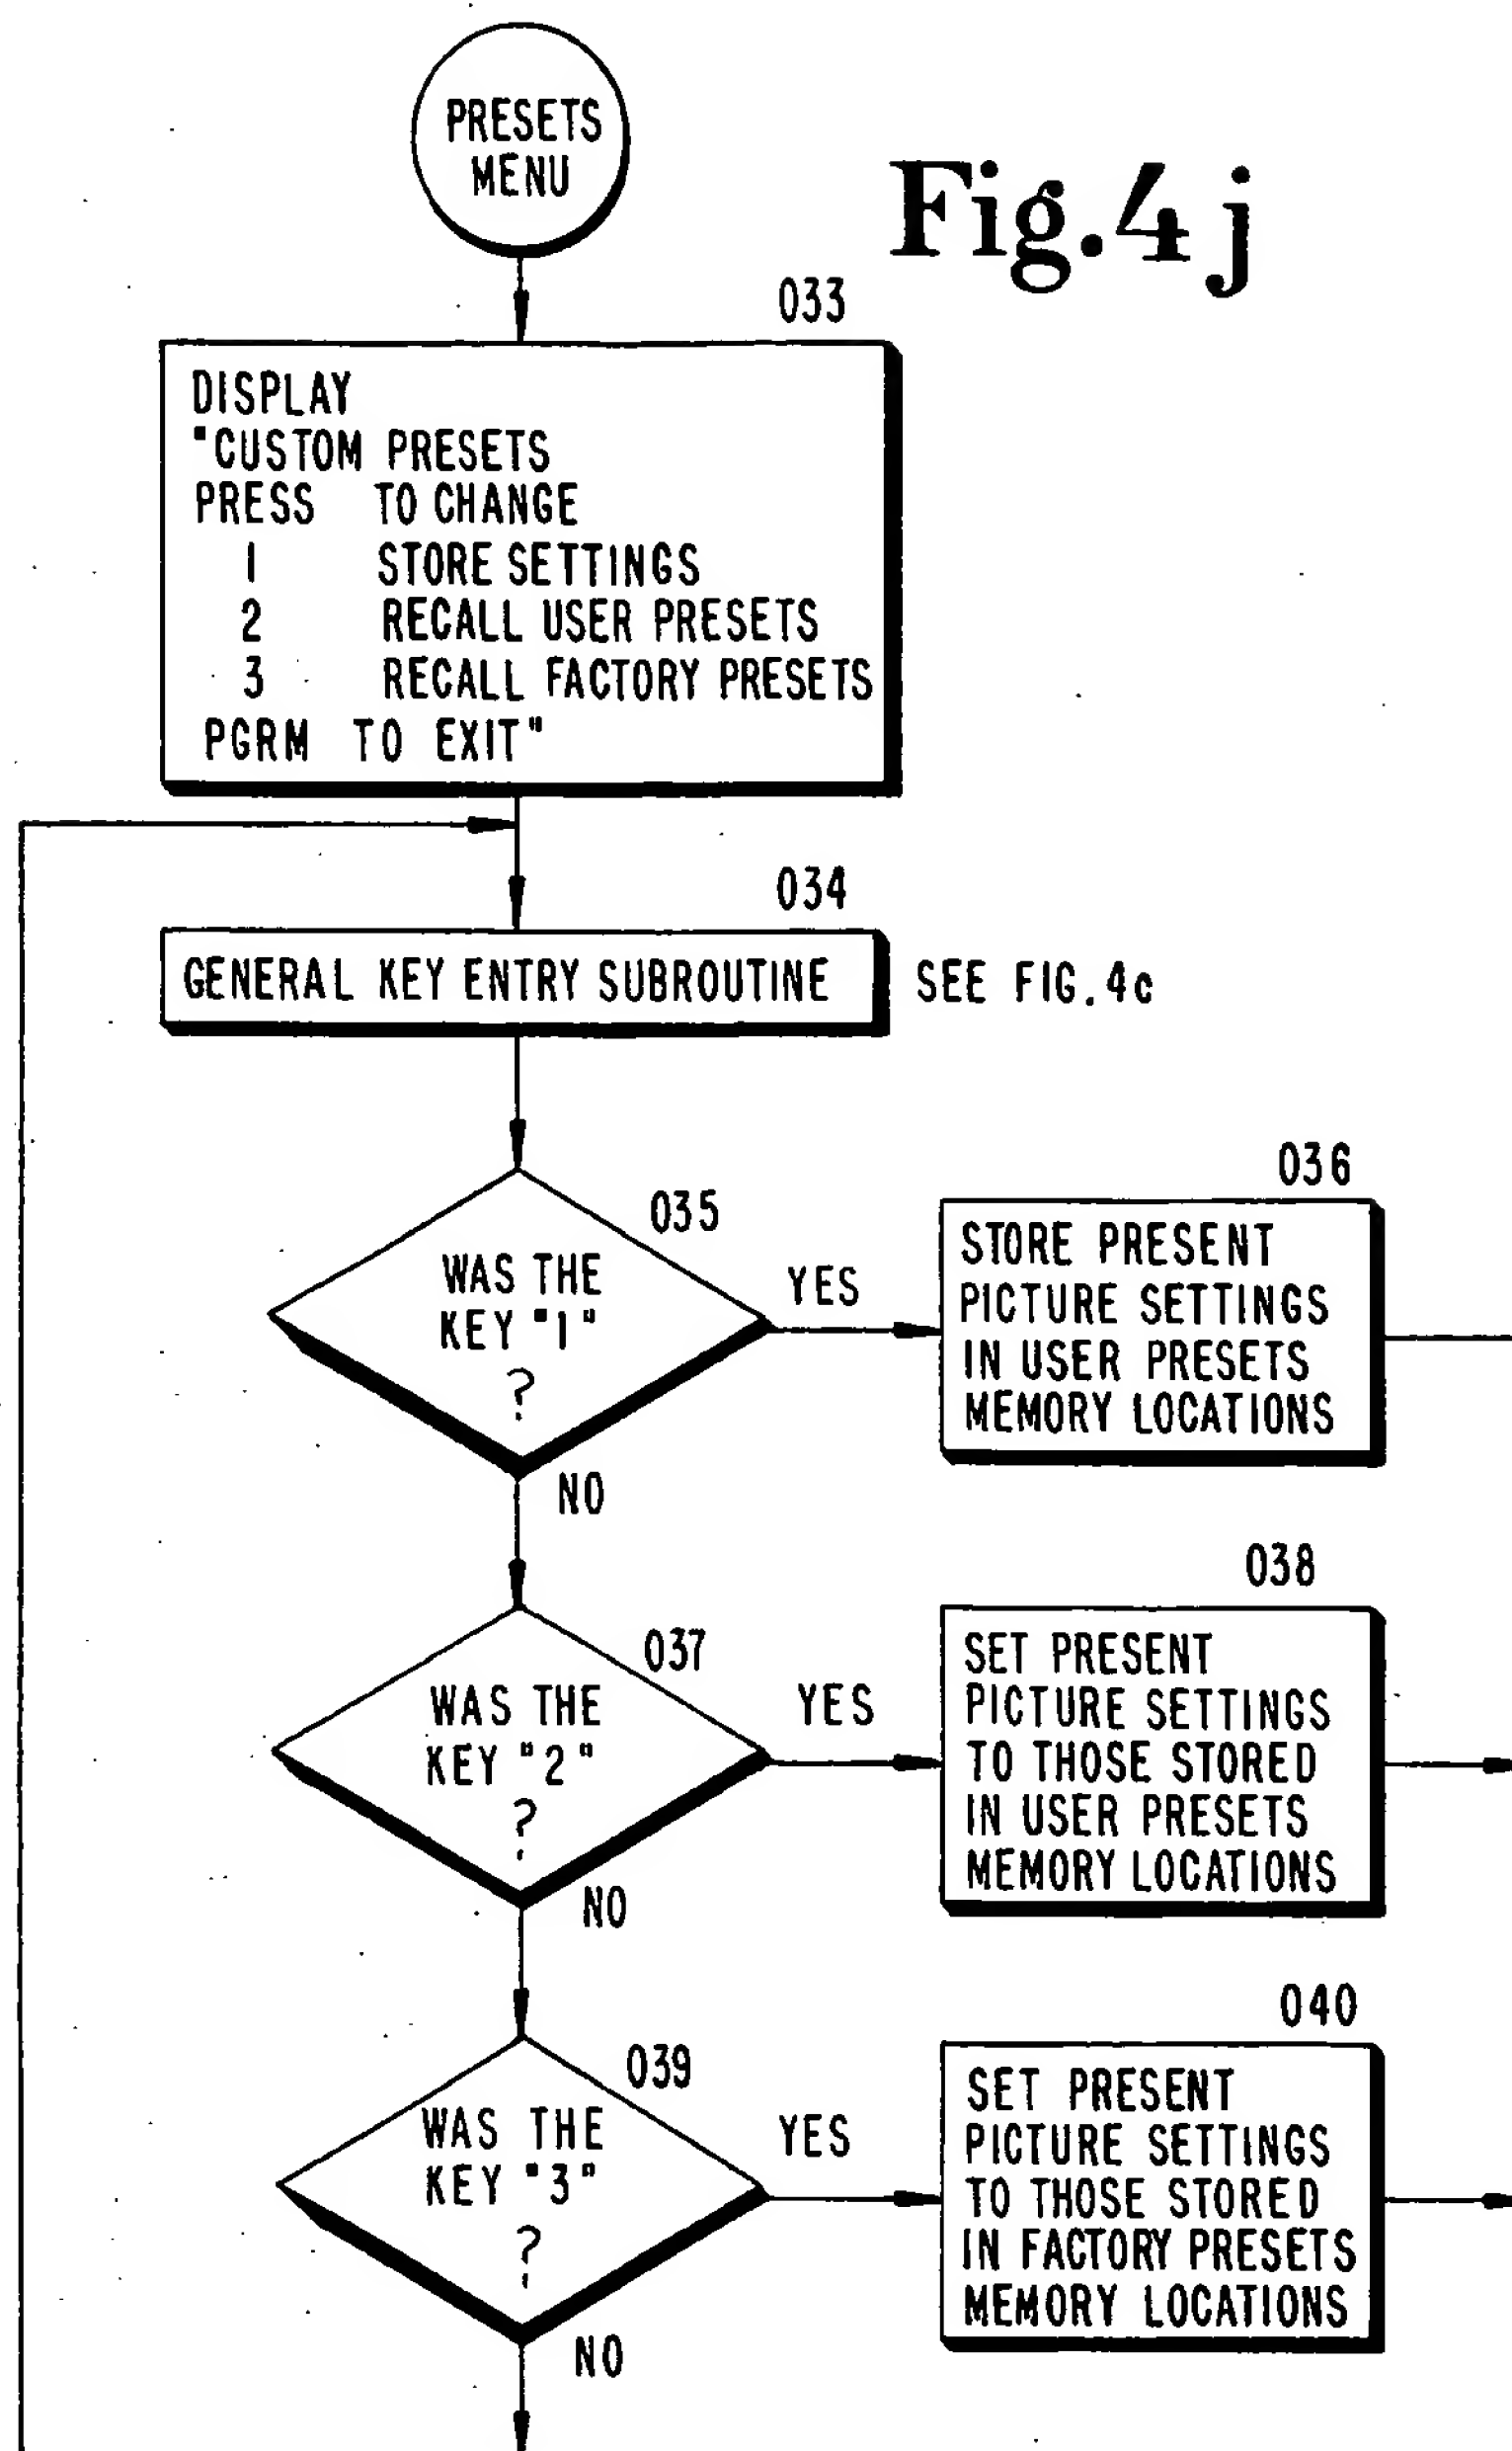 PRESETS
MENU
Fig.4j
033
DISPLAY
"CUSTOM PRESETS
PRESS TO CHANGE
1 STORE SETTINGS
2 RECALL USER PRESETS
3 RECALL FACTORY PRESETS
PGRM TO EXIT"
034
GENERAL KEY ENTRY SUBROUTINE
SEE FIG.4c
035
WAS THE
KEY "1"
?
YES
NO
036
STORE PRESENT
PICTURE SETTINGS
IN USER PRESETS
MEMORY LOCATIONS
037
WAS THE
KEY "2"
?
YES
NO
038
SET PRESENT
PICTURE SETTINGS
TO THOSE STORED
IN USER PRESETS
MEMORY LOCATIONS
039
WAS THE
KEY "3"
?
YES
NO
040
SET PRESENT
PICTURE SETTINGS
TO THOSE STORED
IN FACTORY PRESETS
MEMORY LOCATIONS